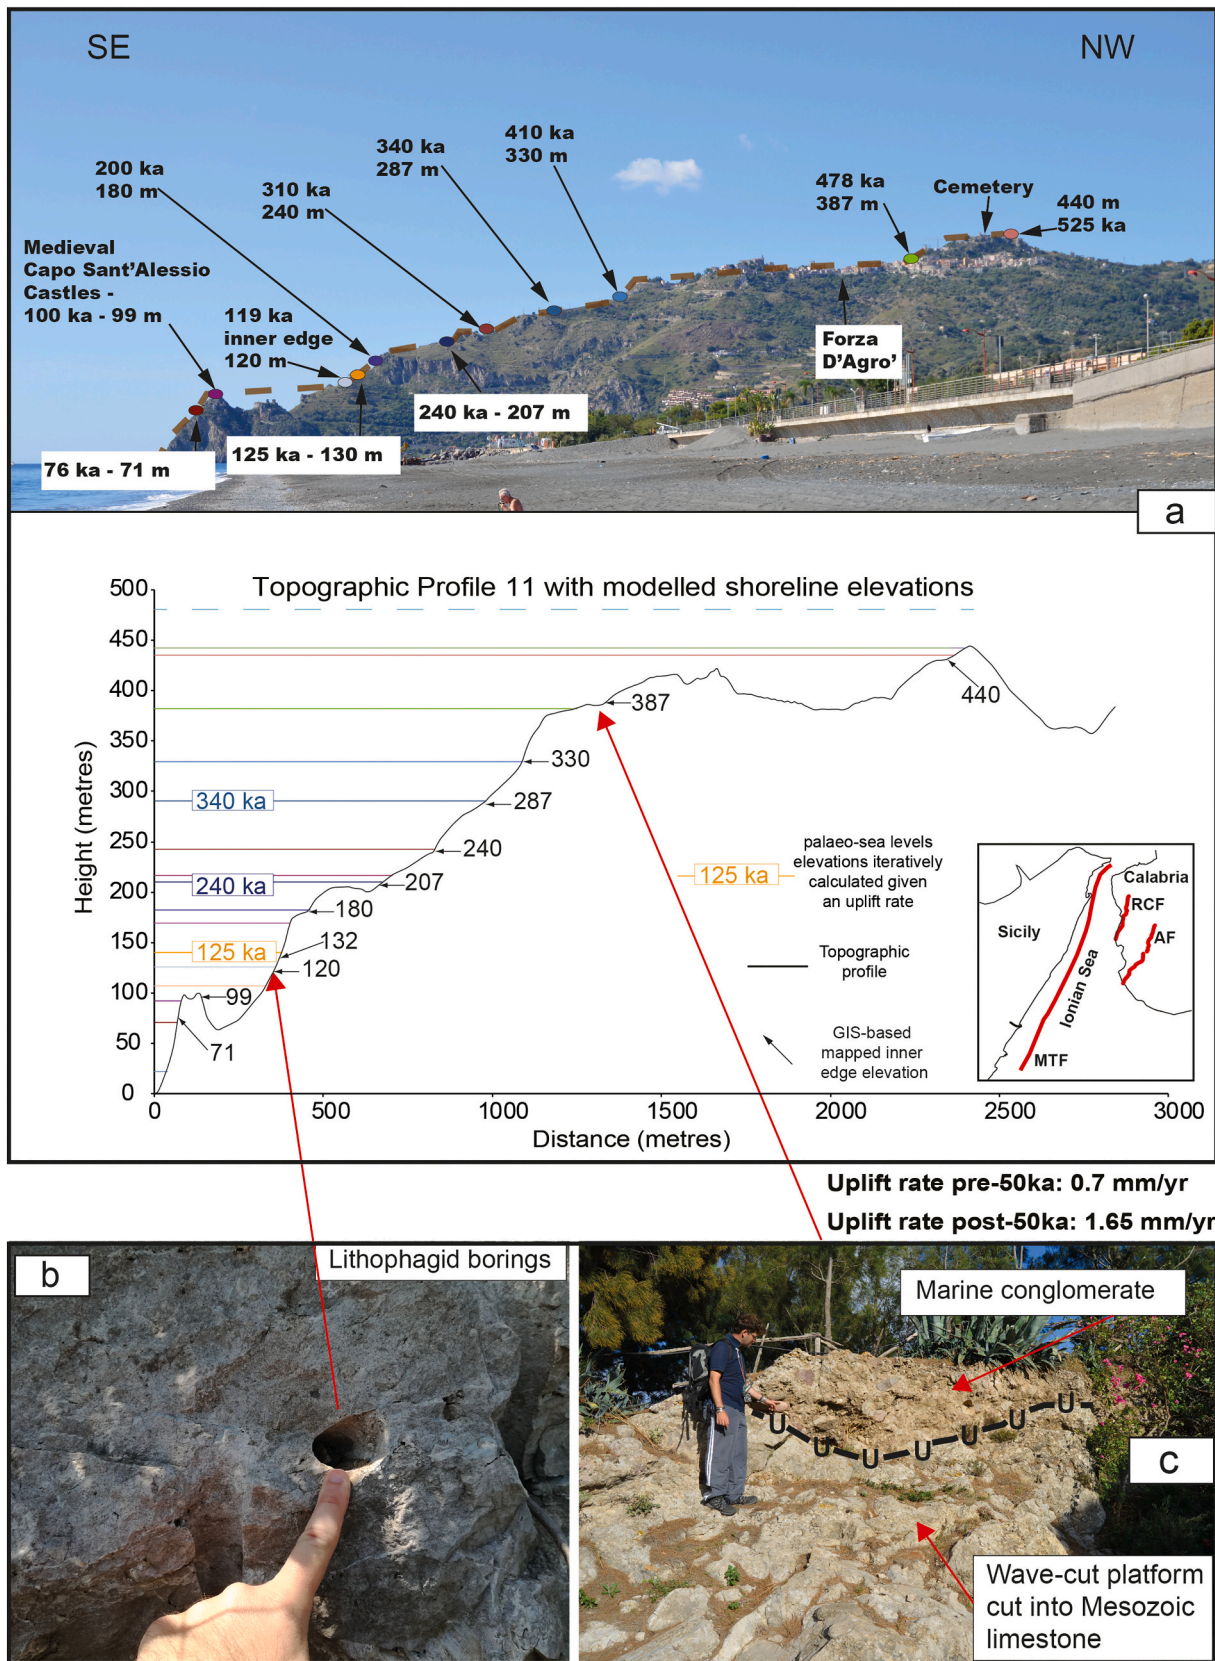 SE
NW
410 ka
330 m
340 ka
287 m
200 ka
180 m
310 ka
240 m
478 ka
387 m
Cemetery
440 m
525 ka
Medieval
Capo Sant'Alessio
Castles -
100 ka - 99 m
119 ka
inner edge
120 m
Forza
D'Agro'
240 ka - 207 m
125 ka - 130 m
76 ka - 71 m
a
Topographic Profile 11 with modelled shoreline elevations
500
450
400
350
300
250
200
150
100
50
0
Height (metres)
0
500
1000
1500
2000
2500
3000
Distance (metres)
440
387
330
340 ka
287
240
240 ka
207
180
125 ka
132
120
99
71
125 ka
palaeo-sea levels
elevations iteratively
calculated given
an uplift rate
Topographic
profile
GIS-based
mapped inner
edge elevation
Calabria
RCF
Sicily
AF
Ionian Sea
MTF
Uplift rate pre-50ka: 0.7 mm/yr
Uplift rate post-50ka: 1.65 mm/yr
b
Lithophagid borings
Marine conglomerate
U U U U U U U
c
Wave-cut platform
cut into Mesozoic
limestone